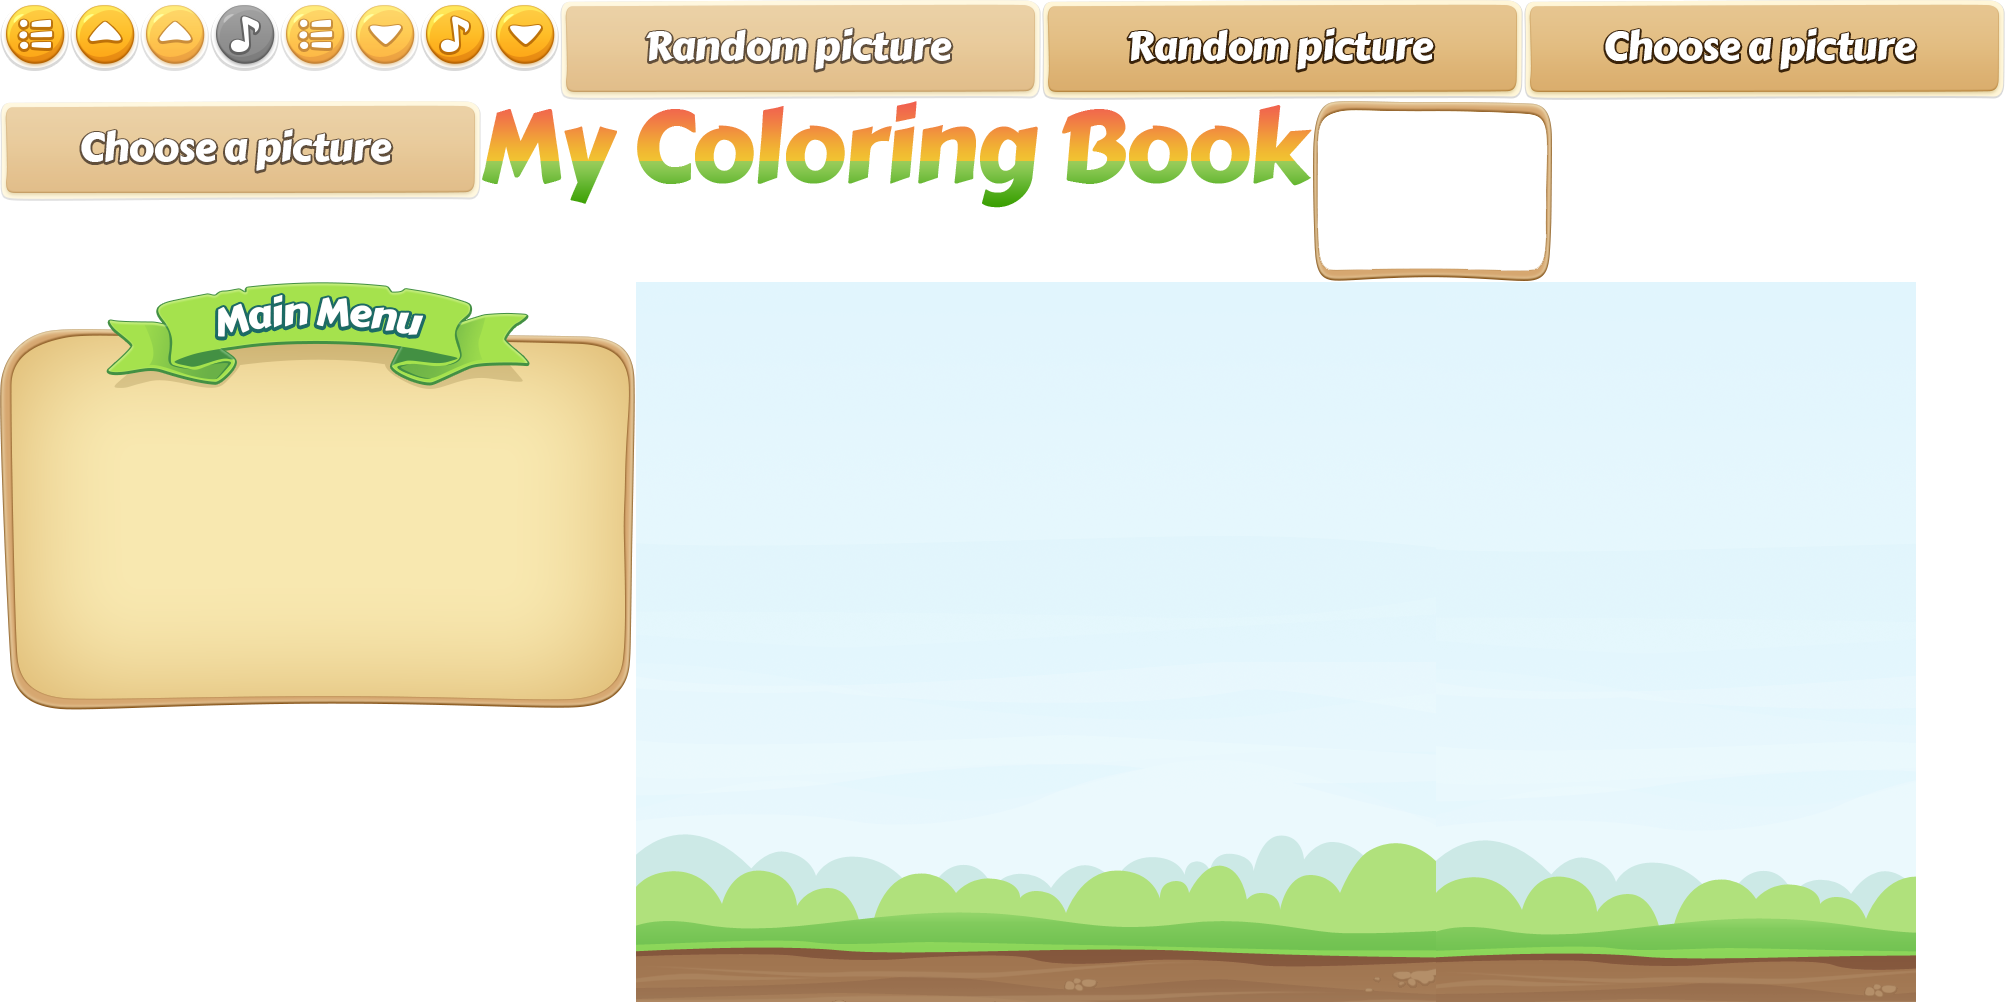 Random picture
Random picture
Choose a picture
Choose a picture
My Coloring Book
Main Menu